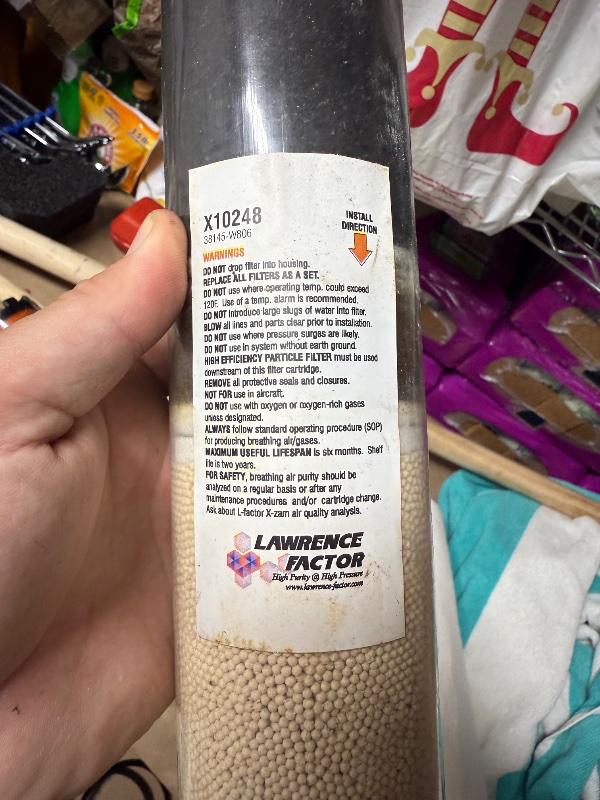 X10248
38145-W806
INSTALL
DIRECTION
WARNINGS
DO NOT drop filter into housing.
REPLACE ALL FILTERS AS A SET.
DO NOT use where operating temp. could exceed
120F. Use of a temp. alarm is recommended.
DO NOT introduce large slugs of water into filter.
BLOW all lines and parts clear prior to installation.
DO NOT use where pressure surges are likely.
DO NOT use in system without earth ground.
HIGH EFFICIENCY PARTICLE FILTER must be used
downstream of this filter cartridge.
REMOVE all protective seals and closures.
NOT FOR use in aircraft.
DO NOT use with oxygen or oxygen-rich gases
unless designated.
ALWAYS follow standard operating procedure (SOP)
for producing breathing air/gases.
MAXIMUM USEFUL LIFESPAN is six months. Shelf
life is two years.
FOR SAFETY, breathing air purity should be
analyzed on a regular basis or after any
maintenance procedures and/or cartridge change.
Ask about L-factor X-zam air quality analysis.
LAWRENCE
FACTOR
High Purity @ High Pressure
www.lawrence-factor.com